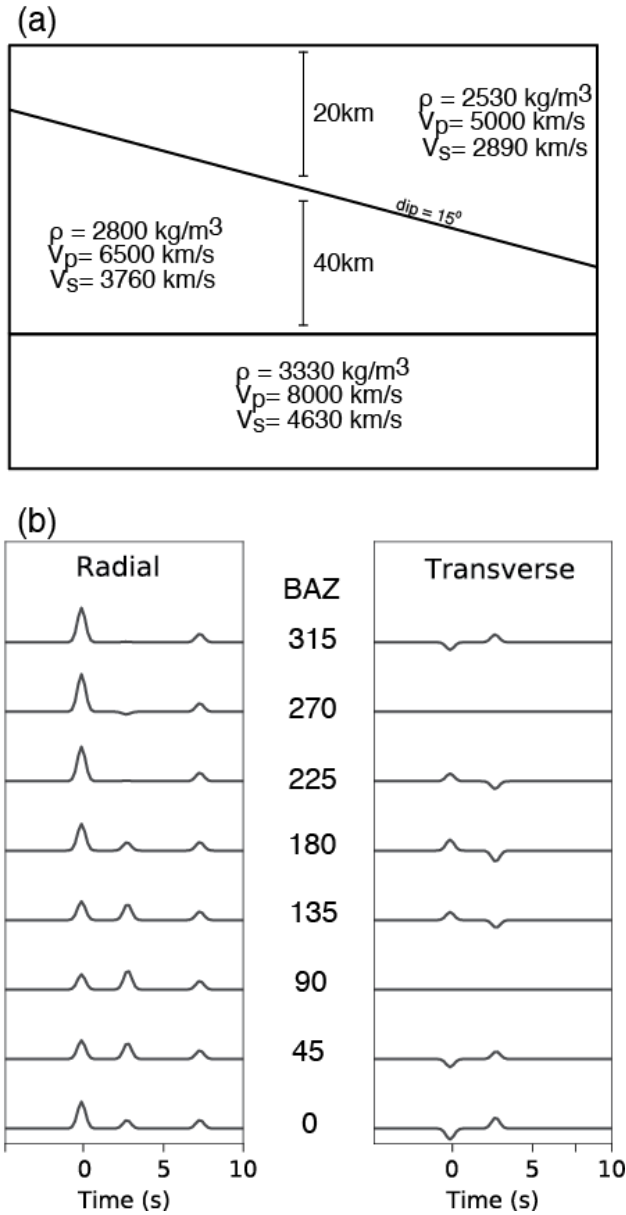 (a)
20km
ρ = 2530 kg/m³
Vp= 5000 km/s
Vs= 2890 km/s
dip = 15º
ρ = 2800 kg/m³
Vp= 6500 km/s
Vs= 3760 km/s
40km
ρ = 3330 kg/m³
Vp= 8000 km/s
Vs= 4630 km/s
(b)
Radial
BAZ
Transverse
315
270
225
180
135
90
45
0
0 5 10
0 5 10
Time (s)
Time (s)